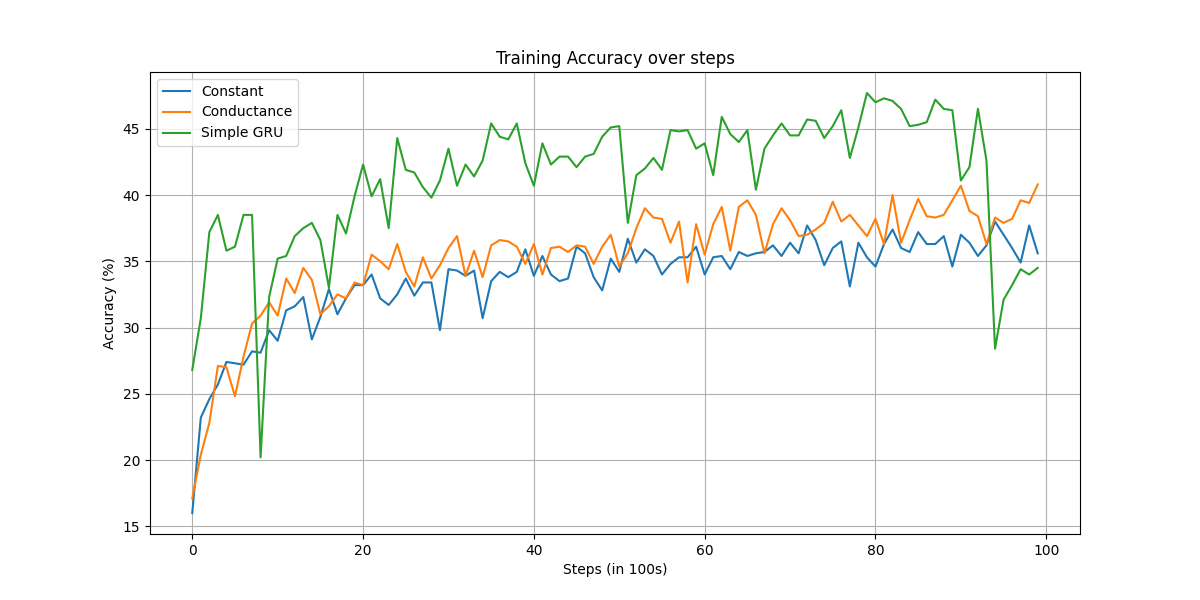 Training Accuracy over steps
Constant
Conductance
Simple GRU
Accuracy (%)
45
40
35
30
25
20
15
0 20 40 60 80 100
Steps (in 100s)